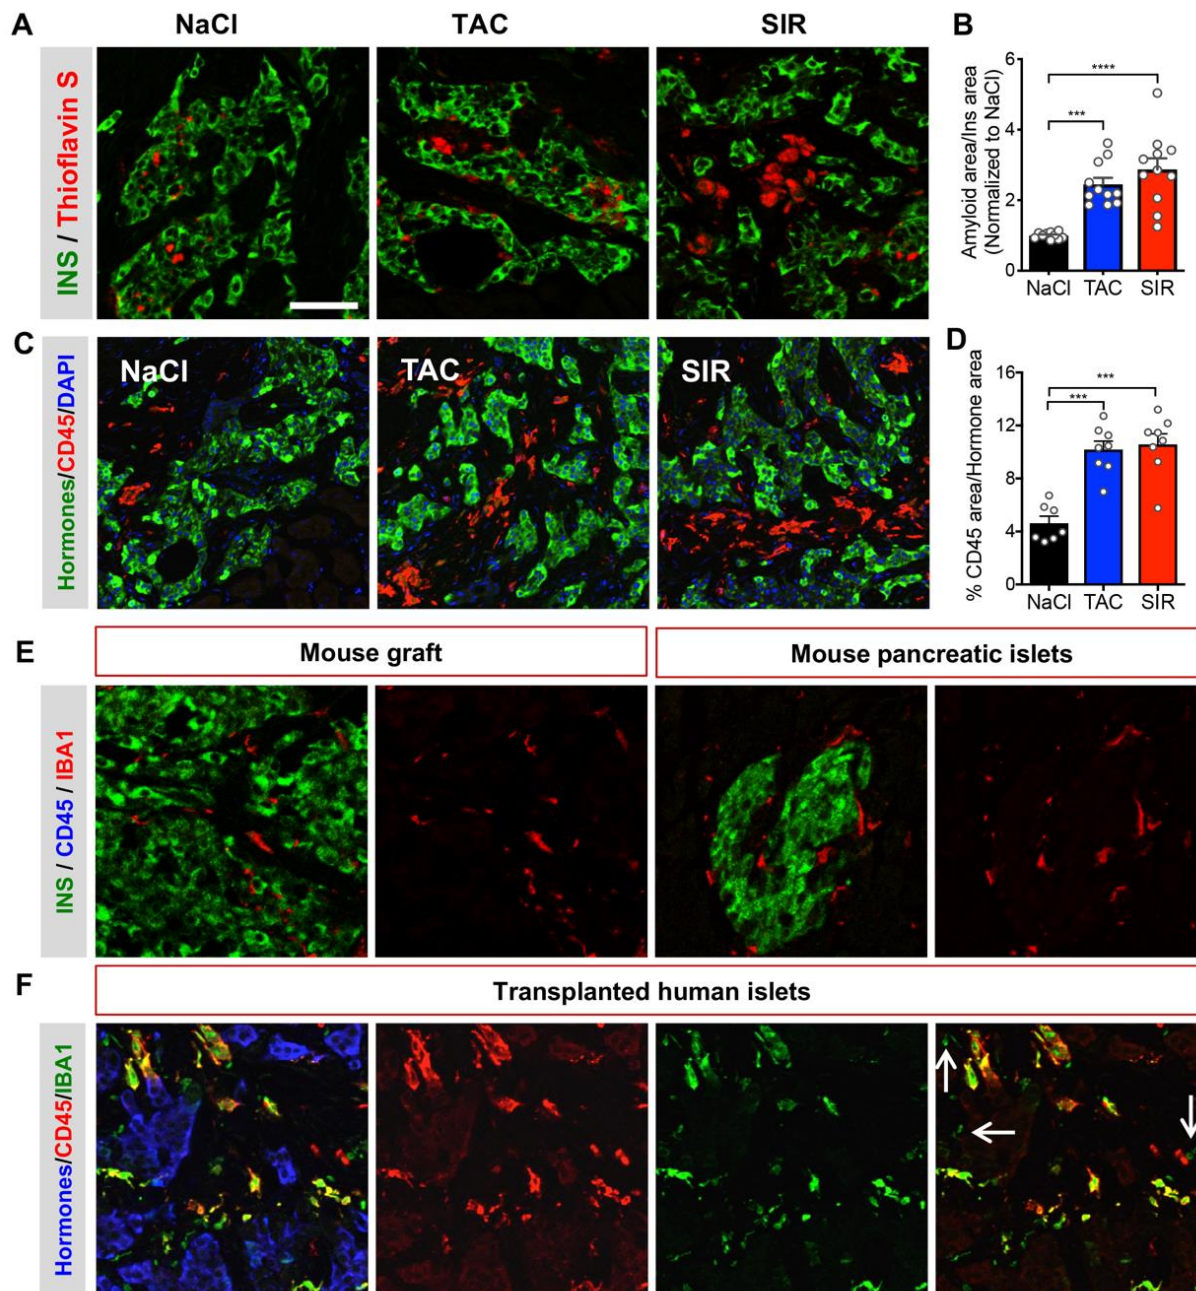 A
NaCl
TAC
SIR
INS / Thioflavin S
B
Amyloid area/Ins area
(Normalized to NaCl)
6
4
2
0
****
***
NaCl
TAC
SIR
C
Hormones/CD45/DAPI
NaCl
TAC
SIR
D
% CD45 area/Hormone area
16
12
8
4
0
***
***
NaCl
TAC
SIR
E
Mouse graft
Mouse pancreatic islets
INS / CD45 / IBA1
F
Transplanted human islets
Hormones/CD45/IBA1